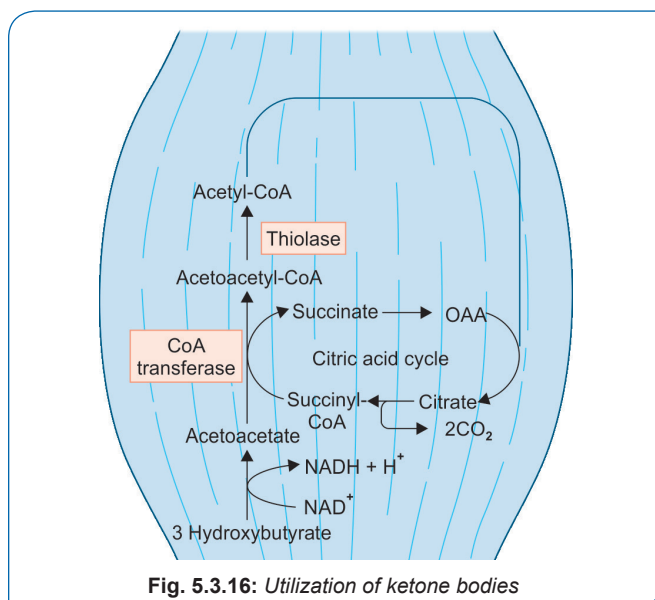 Acetyl-CoA
Thiolase
Acetoacetyl-CoA
Succinate
OAA
CoA
transferase
Citric acid cycle
Succinyl-
CoA
Citrate
2CO₂
Acetoacetate
NADH + H⁺
NAD⁺
3 Hydroxybutyrate
Fig. 5.3.16: Utilization of ketone bodies